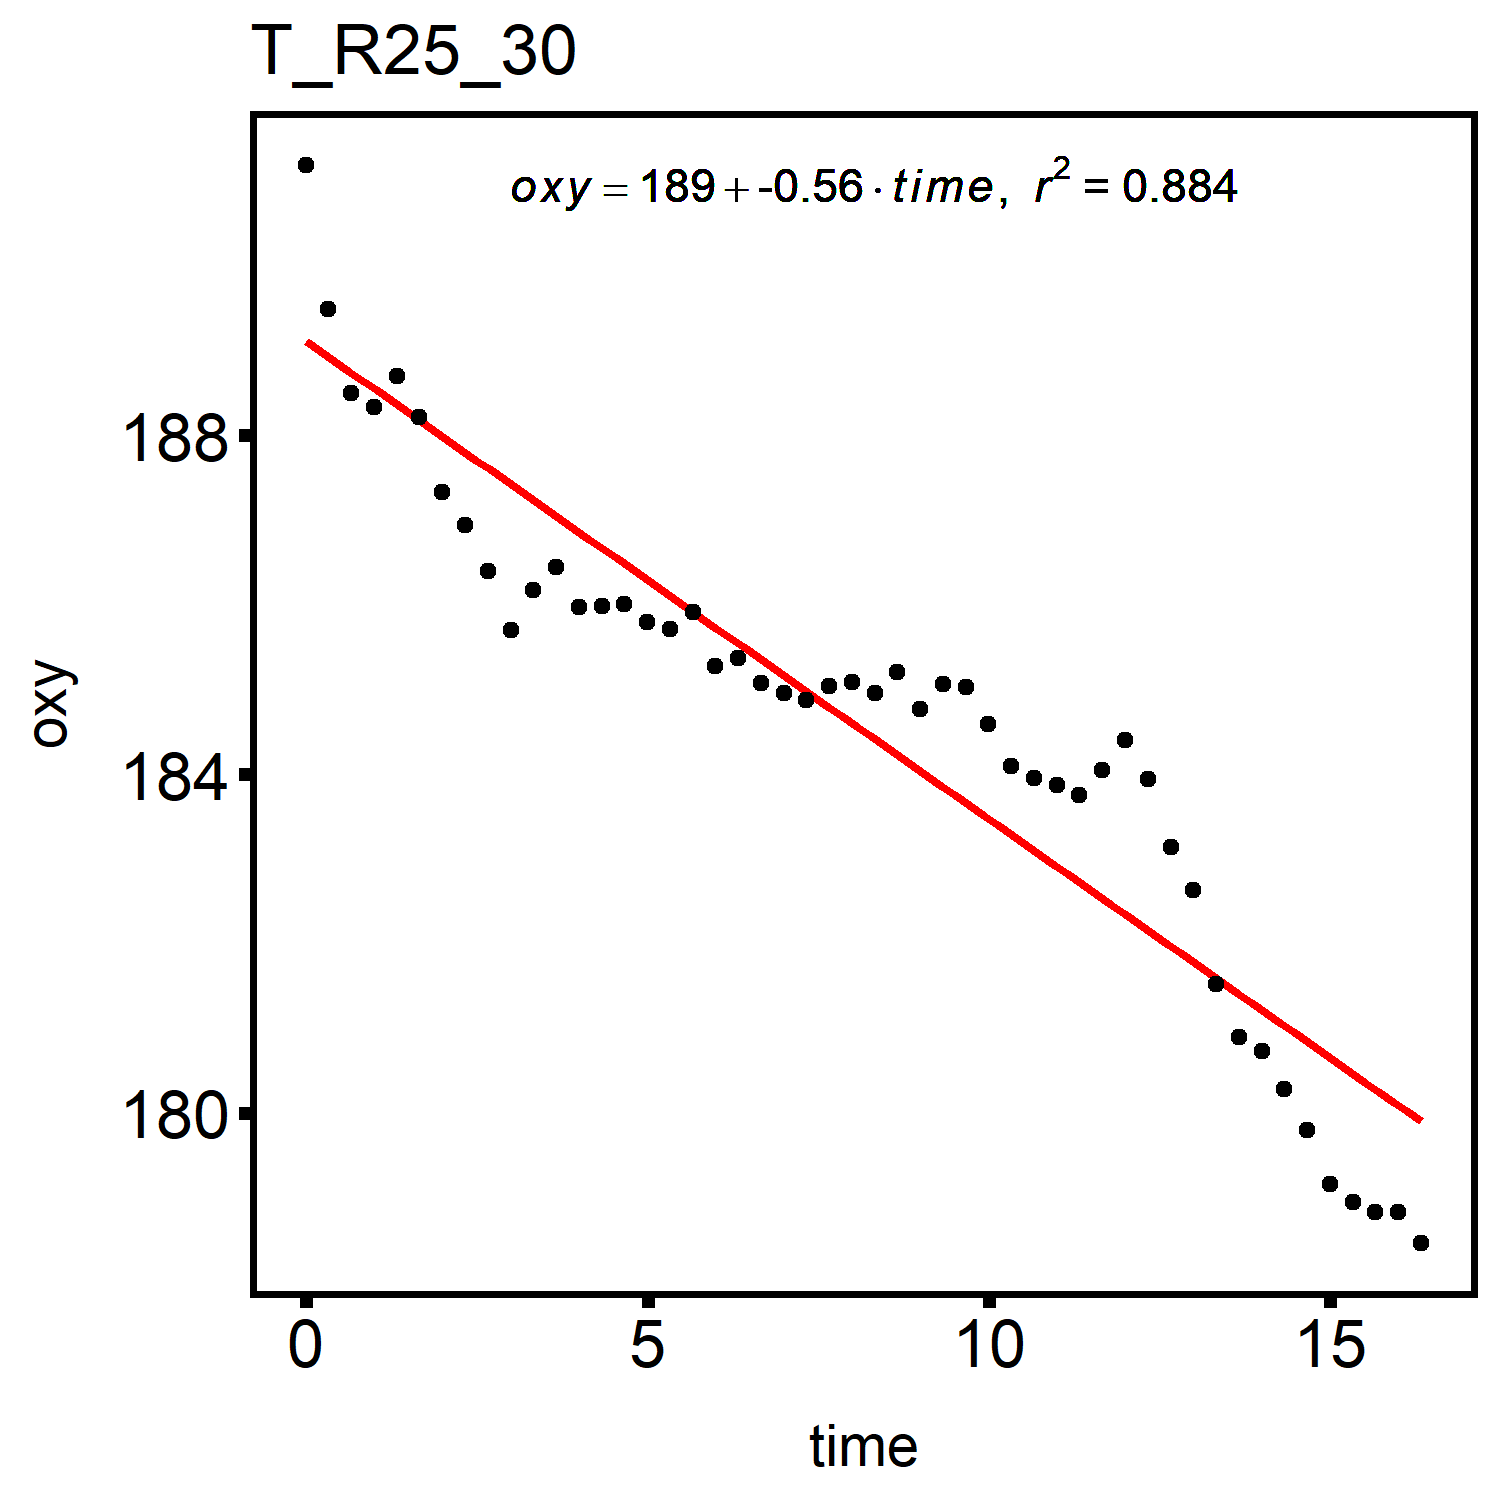 T_R25_30
oxy = 189 + -0.56 · time, r² = 0.884
188
184
180
oxy
0 5 10 15
time